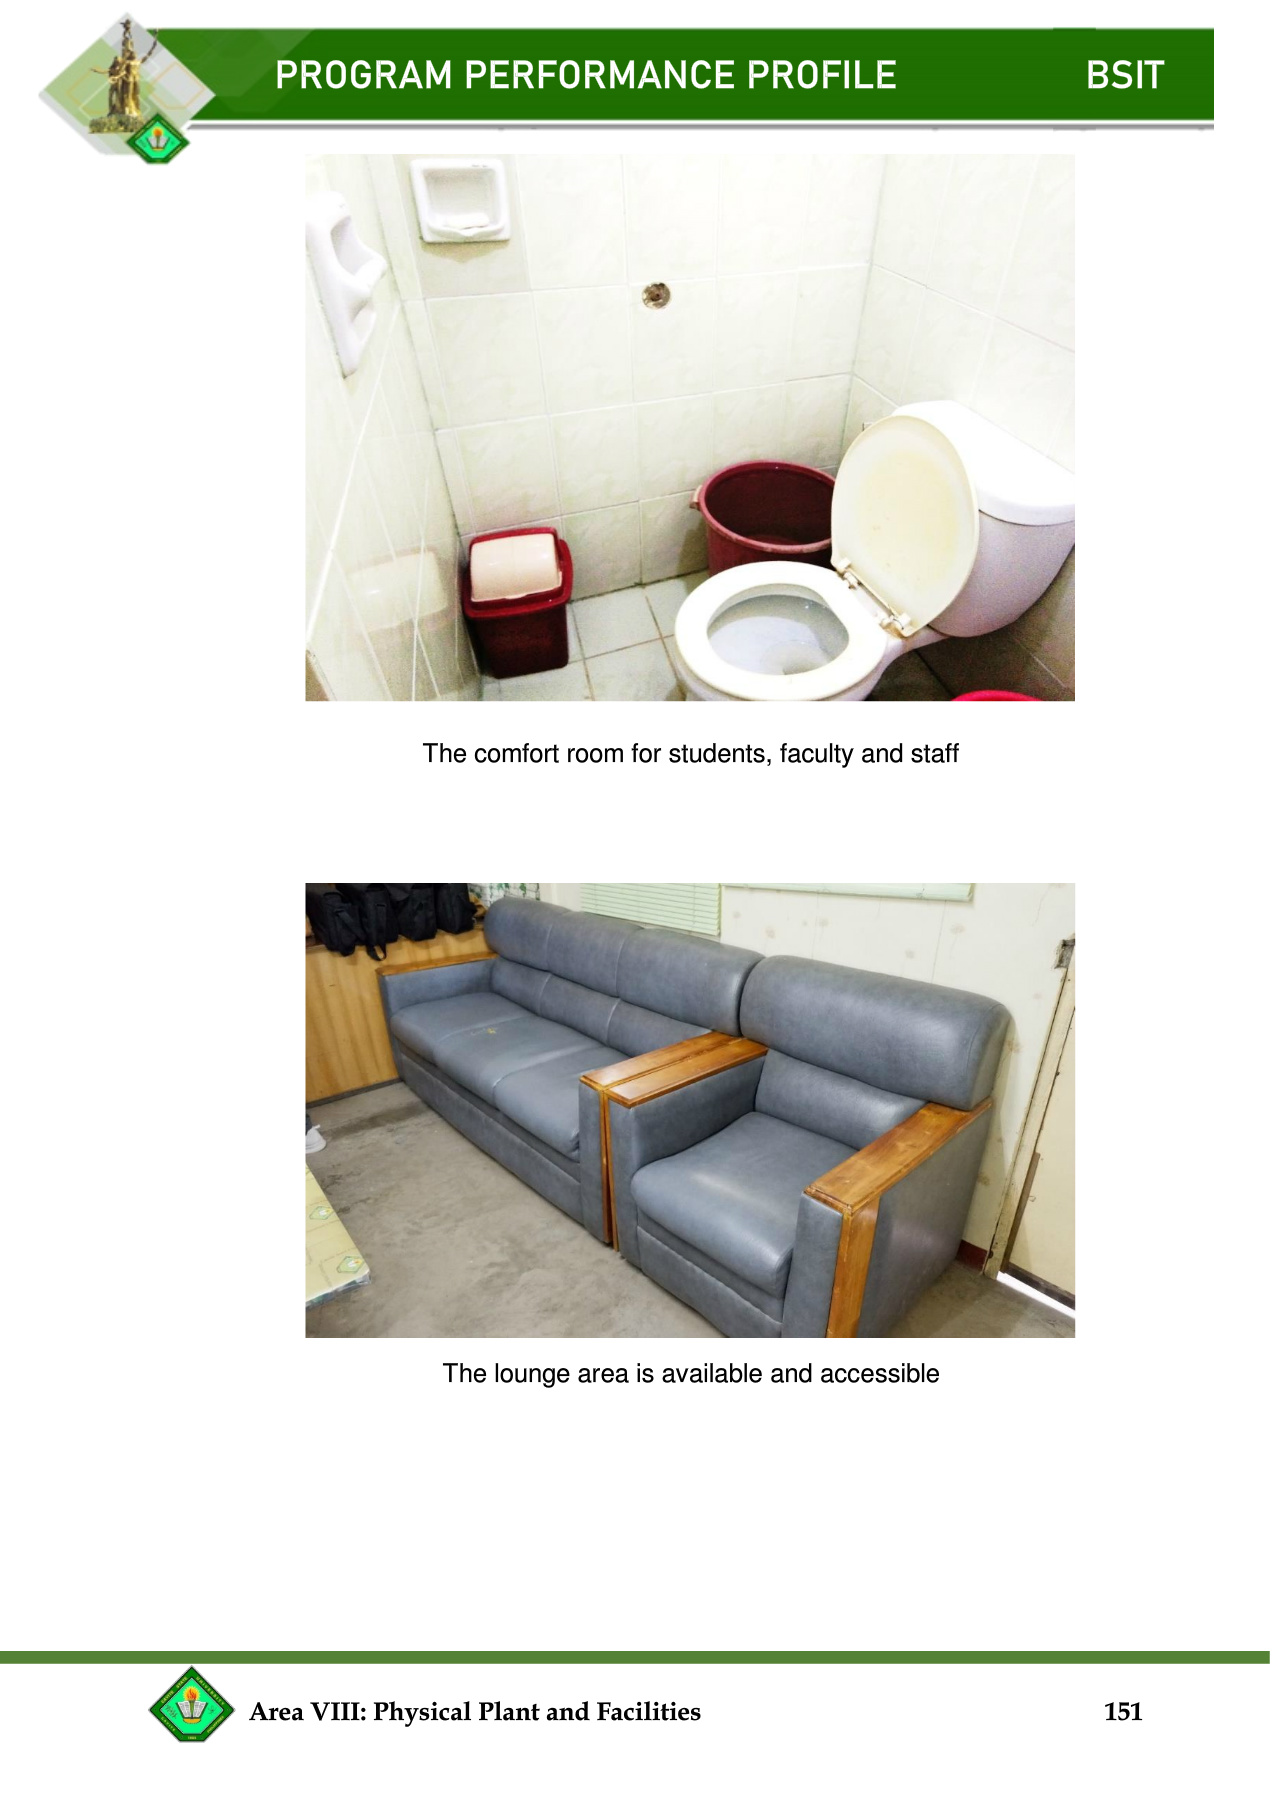 PROGRAM PERFORMANCE PROFILE BSIT
The comfort room for students, faculty and staff
The lounge area is available and accessible
Area VIII: Physical Plant and Facilities 151